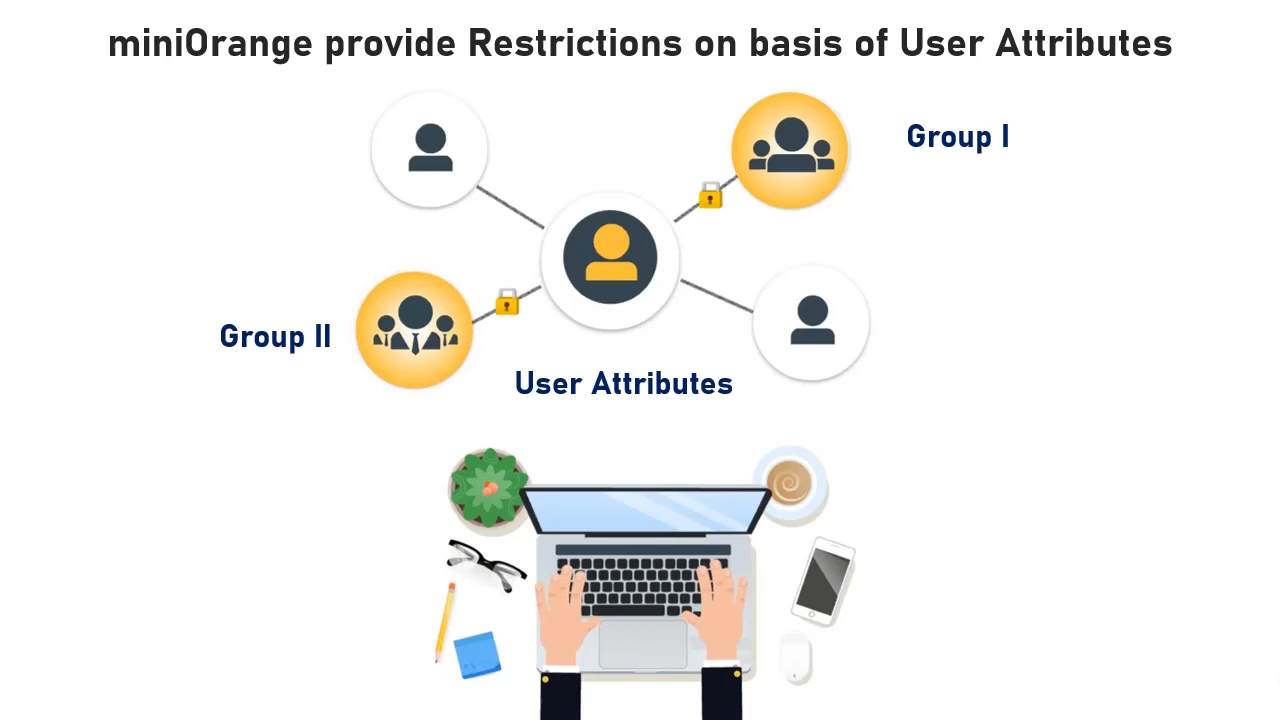 miniOrange provide Restrictions on basis of User Attributes
Group I
Group II
User Attributes